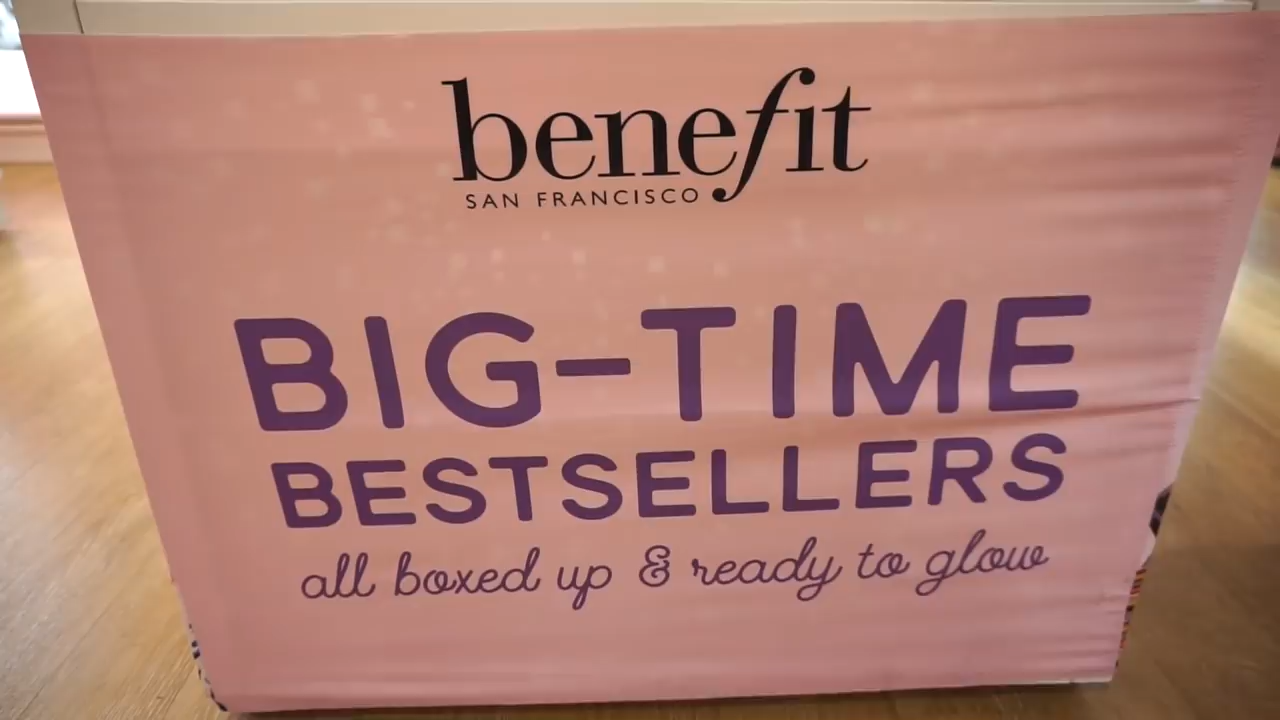 benefit
SAN FRANCISCO
BIG-TIME
BESTSELLERS
all boxed up & ready to glow